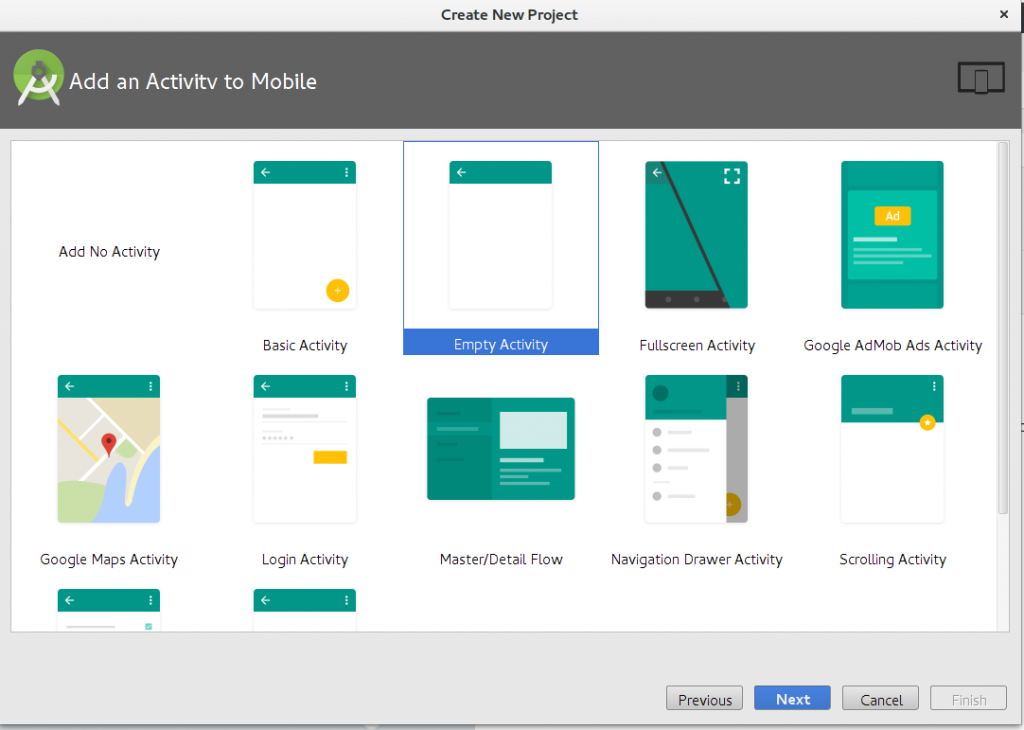 Create New Project
Add an Activity to Mobile
Add No Activity
Basic Activity
Empty Activity
Fullscreen Activity
Ad
Google AdMob Ads Activity
Google Maps Activity
Login Activity
Master/Detail Flow
Navigation Drawer Activity
Scrolling Activity
Previous
Next
Cancel
Finish